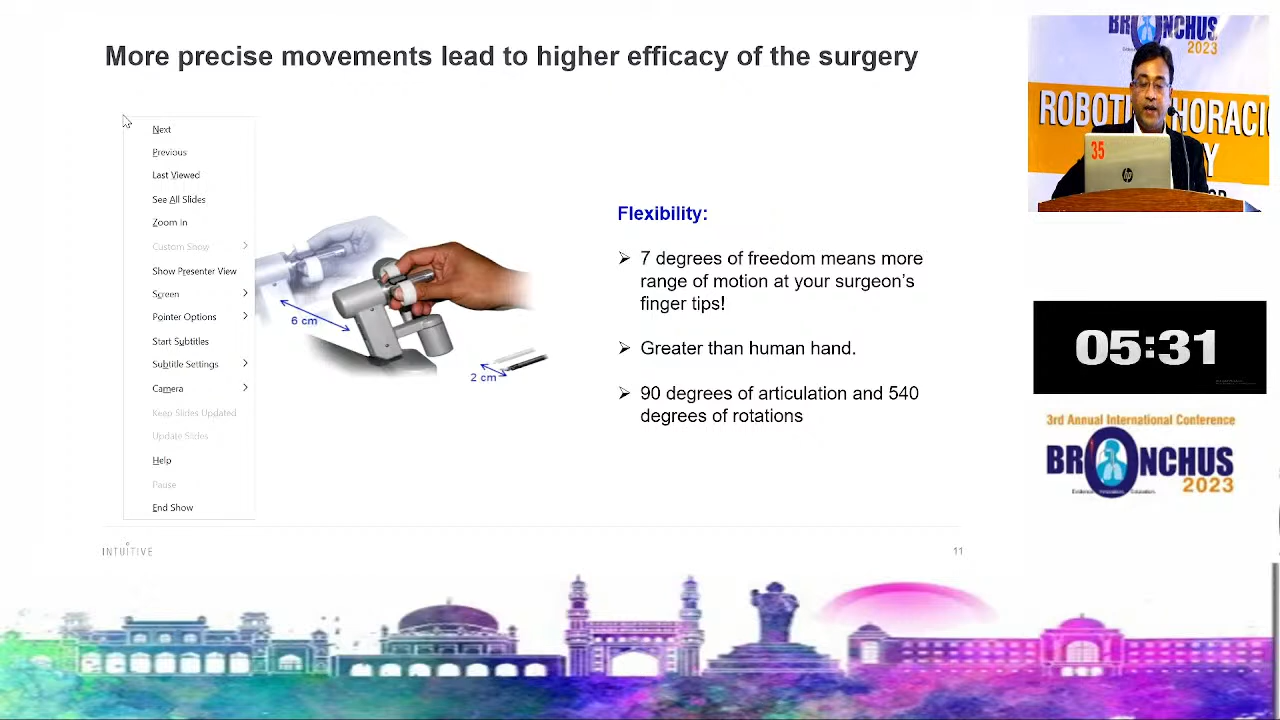 More precise movements lead to higher efficacy of the surgery
Next
Previous
Last Viewed
See All Slides
Zoom In
Custom Show
Show Presenter View
Screen
Pointer Options
Start Subtitles
Subtitle Settings
Camera
Keep Slides Updated
Update Slides
Help
Pause
End Show
6 cm
2 cm
Flexibility:
7 degrees of freedom means more
range of motion at your surgeon's
finger tips!
Greater than human hand.
90 degrees of articulation and 540
degrees of rotations
INTUITIVE
11
BRONCHUS
2023
35
hp
05:31
3rd Annual International Conference
BRONCHUS
2023